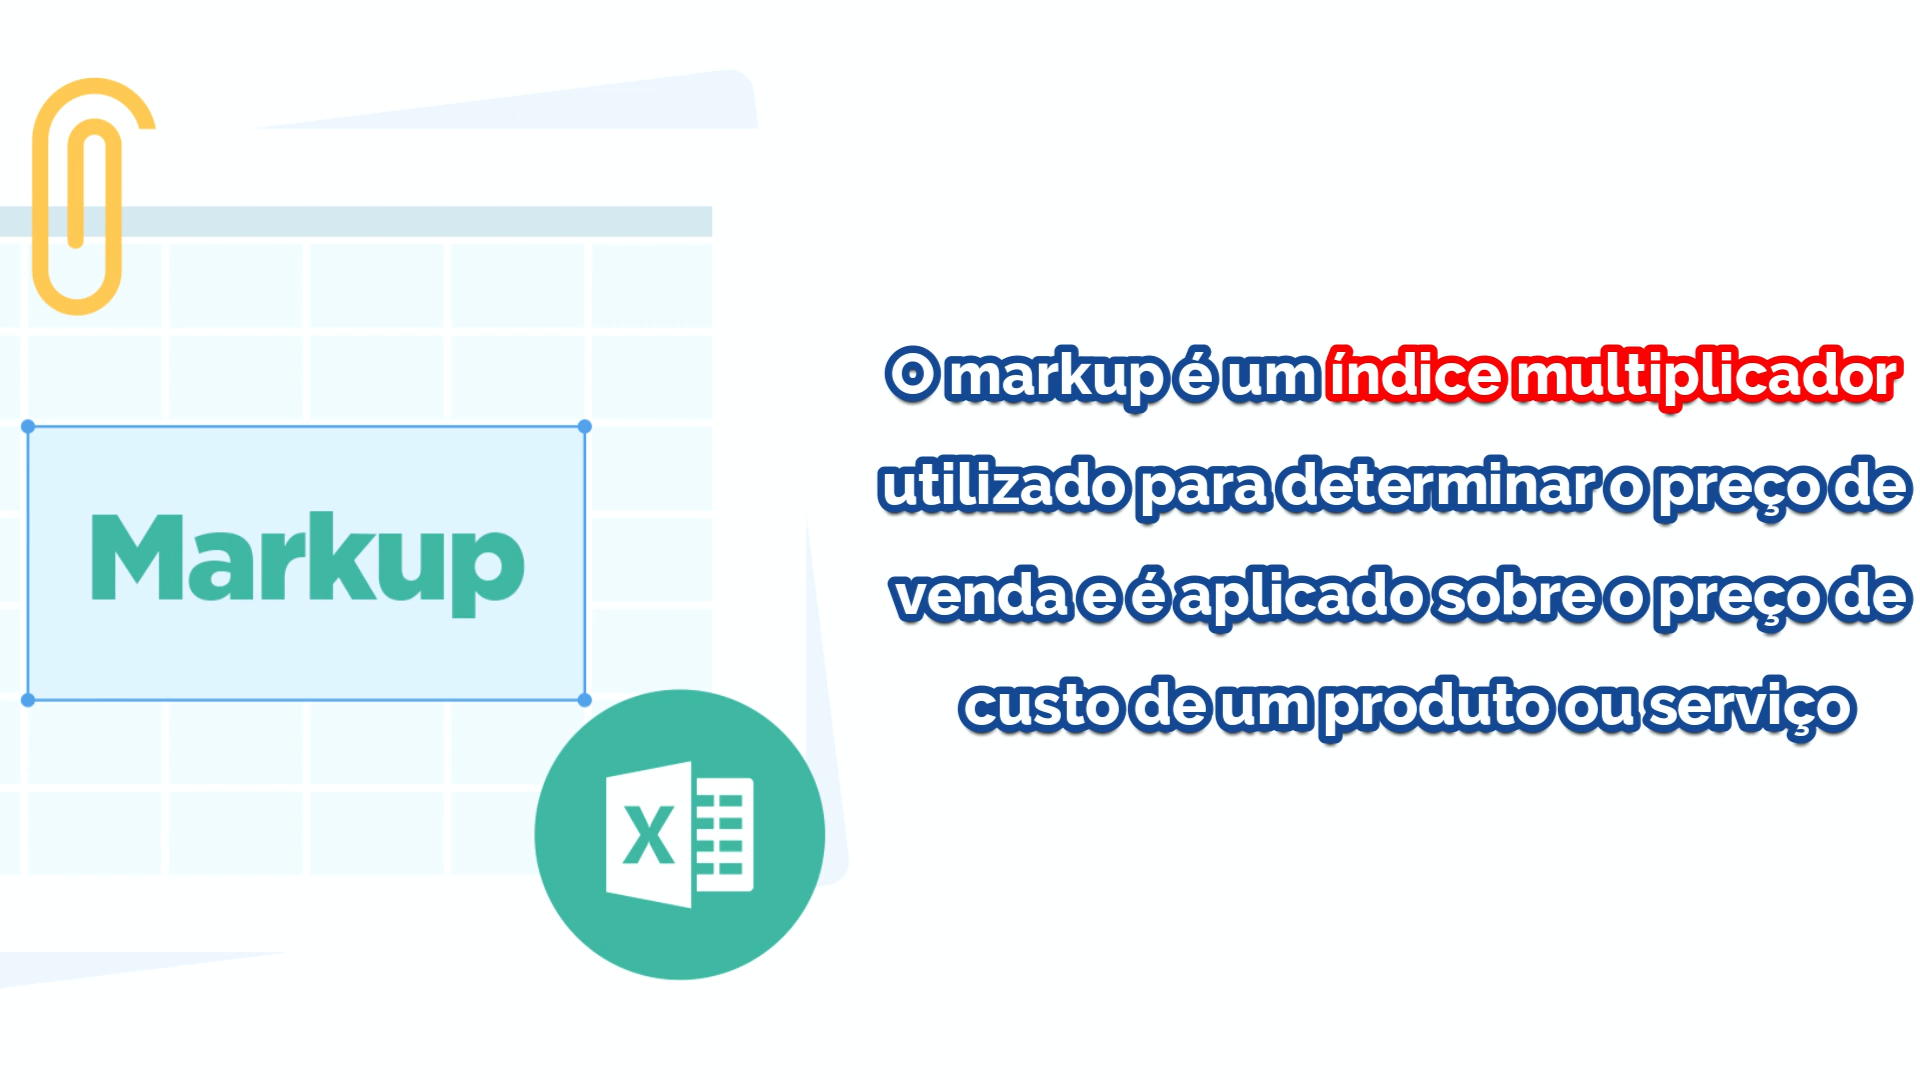 Markup
X
O markup é um índice multiplicador
utilizado para determinar o preço de
venda e é aplicado sobre o preço de
custo de um produto ou serviço